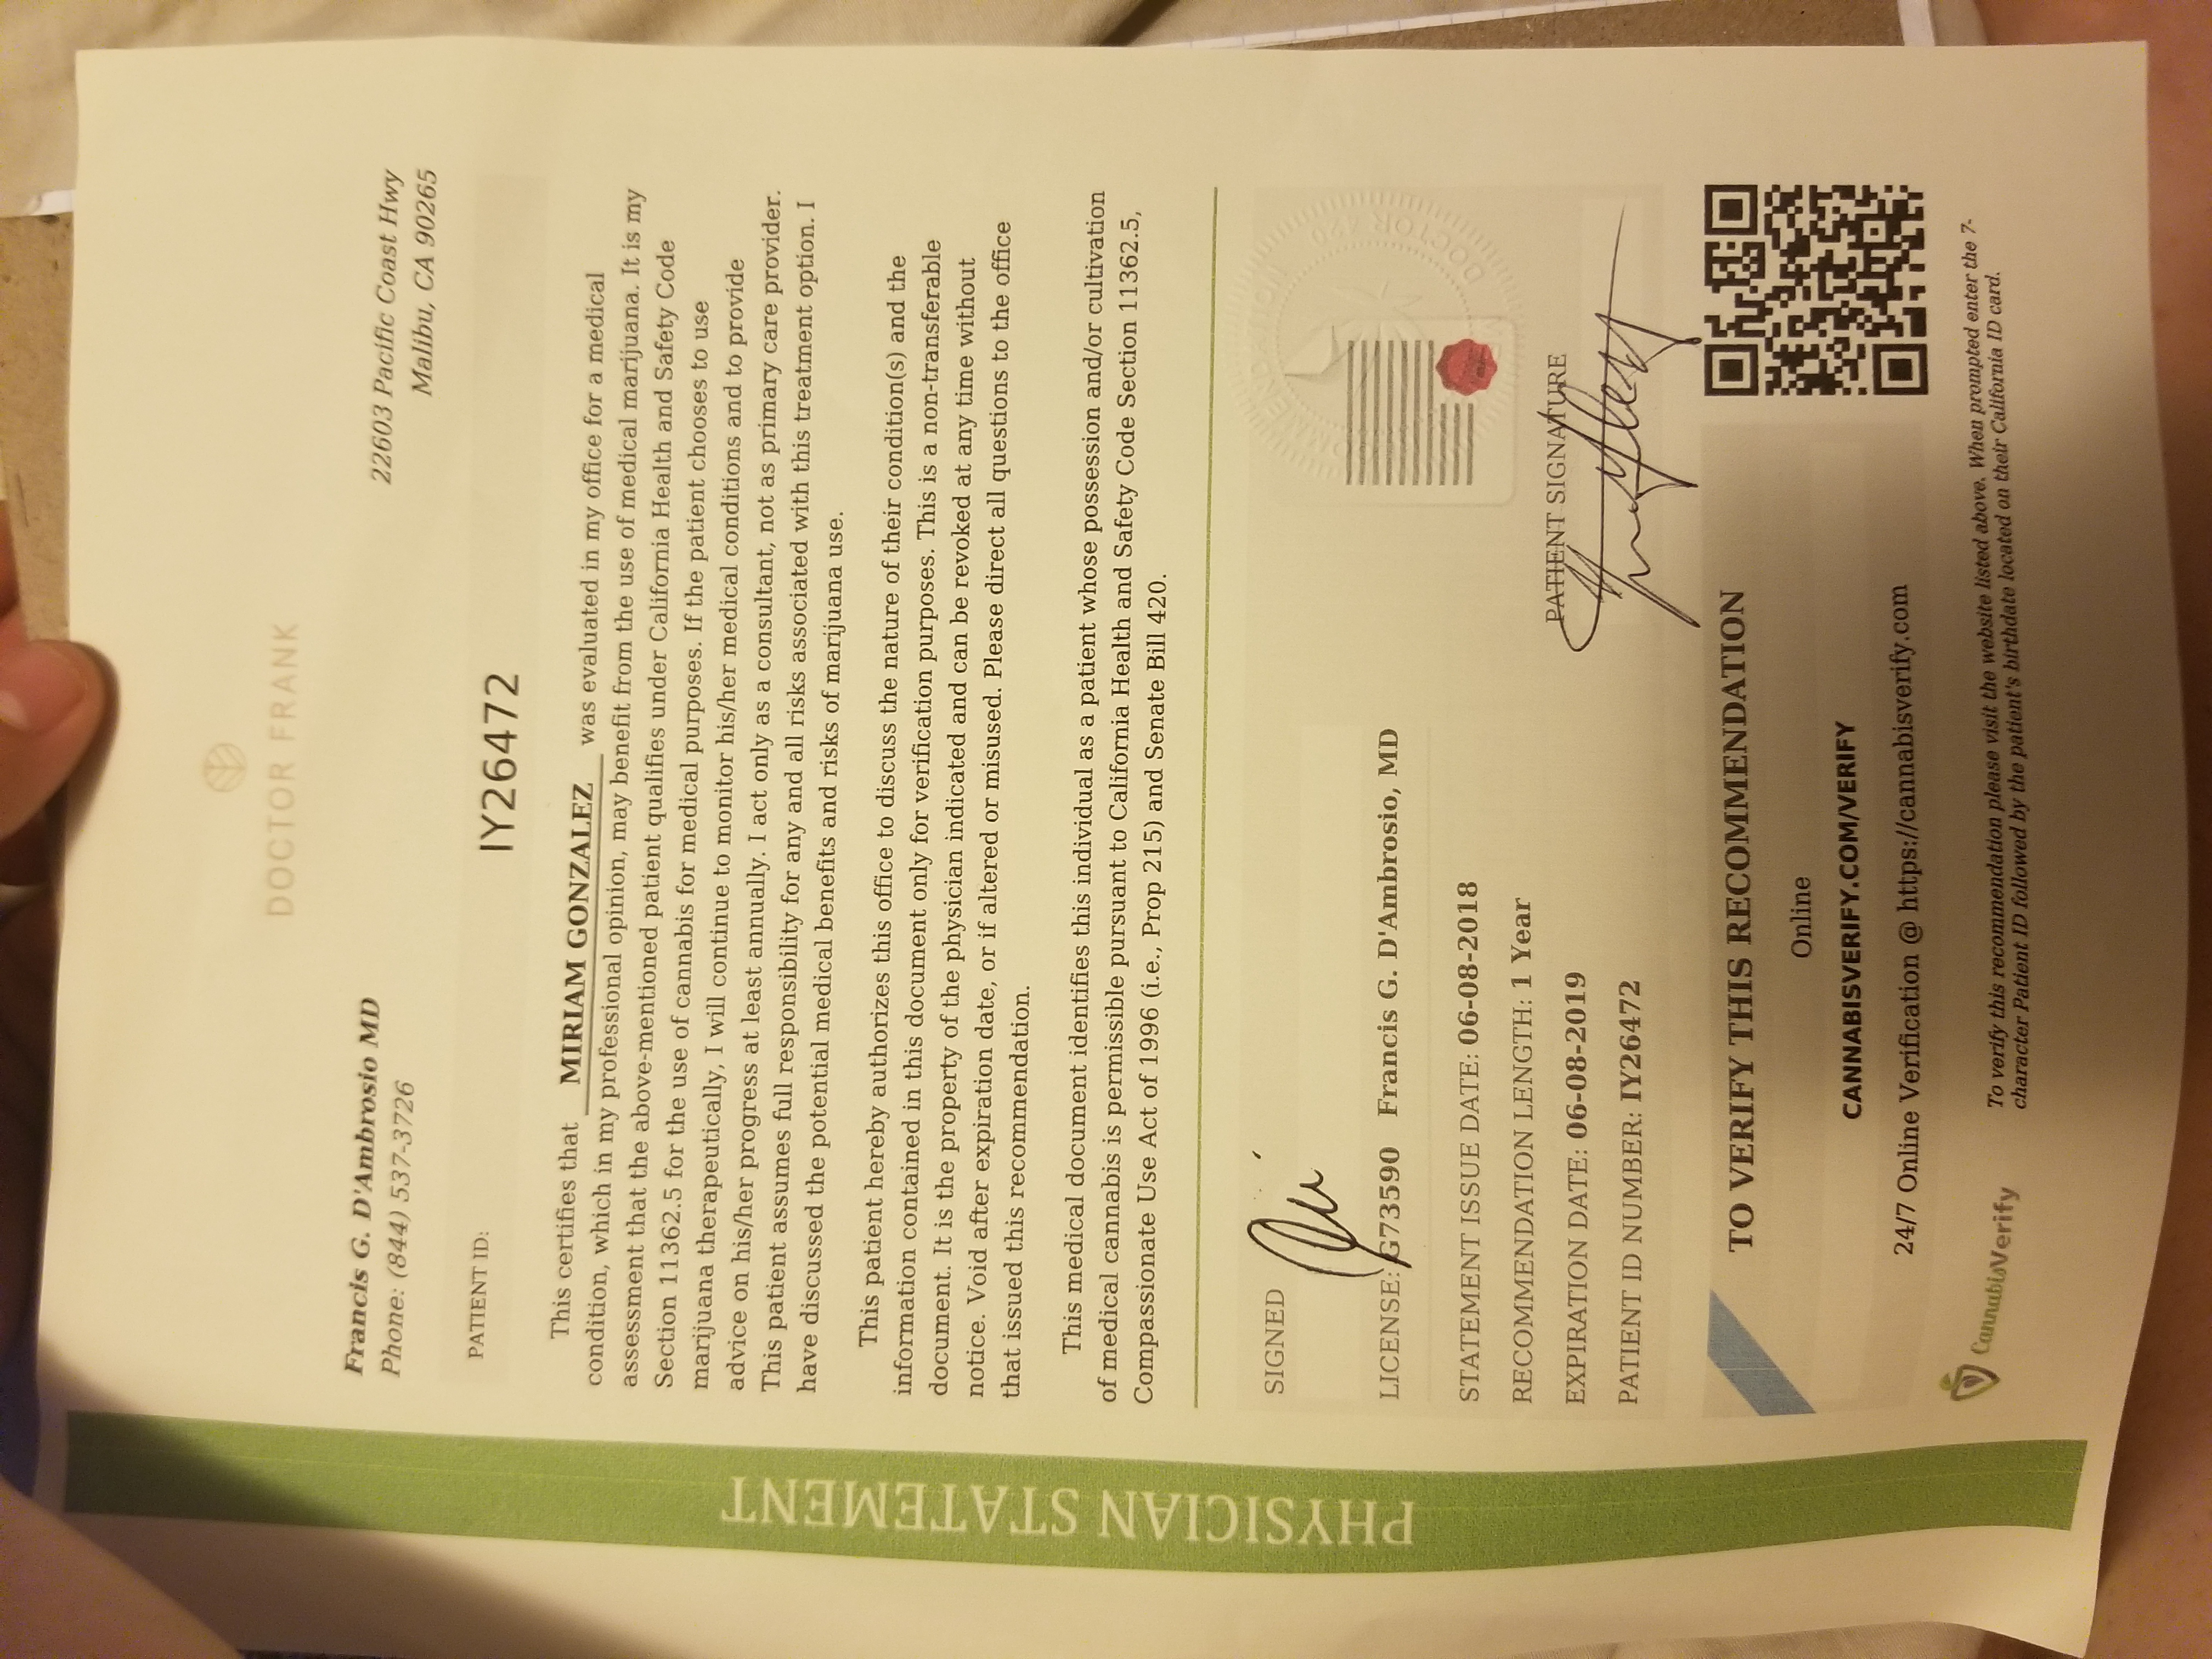 DOCTOR FRANK
Francis G. D'Ambrosio MD
Phone: (844) 537-3726
22603 Pacific Coast Hwy
Malibu, CA 90265
PATIENT ID:
IY26472
This certifies that MIRIAM GONZALEZ was evaluated in my office for a medical
condition, which in my professional opinion, may benefit from the use of medical marijuana. It is my
assessment that the above-mentioned patient qualifies under California Health and Safety Code
Section 11362.5 for the use of cannabis for medical purposes. If the patient chooses to use
marijuana therapeutically, I will continue to monitor his/her medical conditions and to provide
advice on his/her progress at least annually. I act only as a consultant, not as primary care provider.
This patient assumes full responsibility for any and all risks associated with this treatment option. I
have discussed the potential medical benefits and risks of marijuana use.
This patient hereby authorizes this office to discuss the nature of their condition(s) and the
information contained in this document only for verification purposes. This is a non-transferable
document. It is the property of the physician indicated and can be revoked at any time without
notice. Void after expiration date, or if altered or misused. Please direct all questions to the office
that issued this recommendation.
This medical document identifies this individual as a patient whose possession and/or cultivation
of medical cannabis is permissible pursuant to California Health and Safety Code Section 11362.5,
Compassionate Use Act of 1996 (i.e., Prop 215) and Senate Bill 420.
PHYSICIAN STATEMENT
SIGNED
LICENSE: G73590 Francis G. D'Ambrosio, MD
STATEMENT ISSUE DATE: 06-08-2018
RECOMMENDATION LENGTH: 1 Year
EXPIRATION DATE: 06-08-2019
PATIENT ID NUMBER: IY26472
RECOMMENDATION
DOCTOR
PATIENT SIGNATURE
TO VERIFY THIS RECOMMENDATION
Online
CANNABISVERIFY.COM/VERIFY
24/7 Online Verification @ https://cannabisverify.com
CannabisVerify
To verify this recommendation please visit the website listed above. When prompted enter the 7-
character Patient ID followed by the patient's birthdate located on their California ID card.